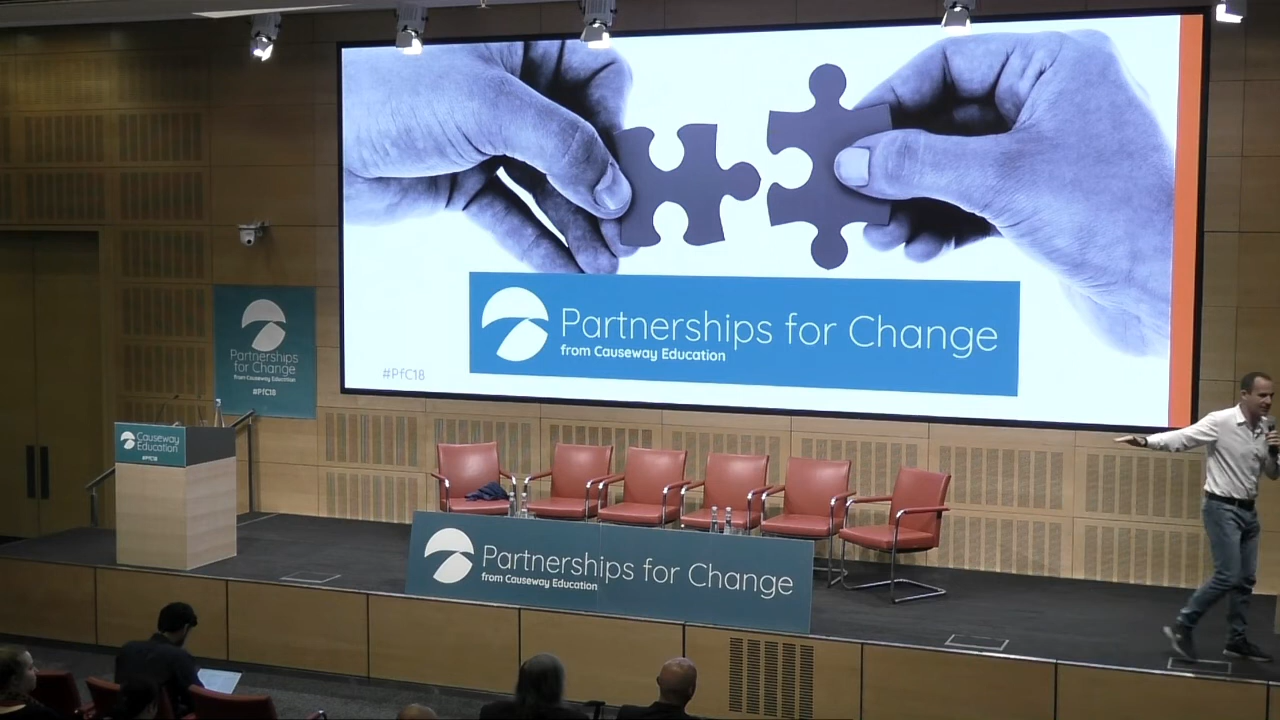 Partnerships for Change
from Causeway Education
#PfC18
Partnerships
for Change
from Causeway Education
#PfC18
Causeway
Education
#PfC18
Partnerships for Change
from Causeway Education